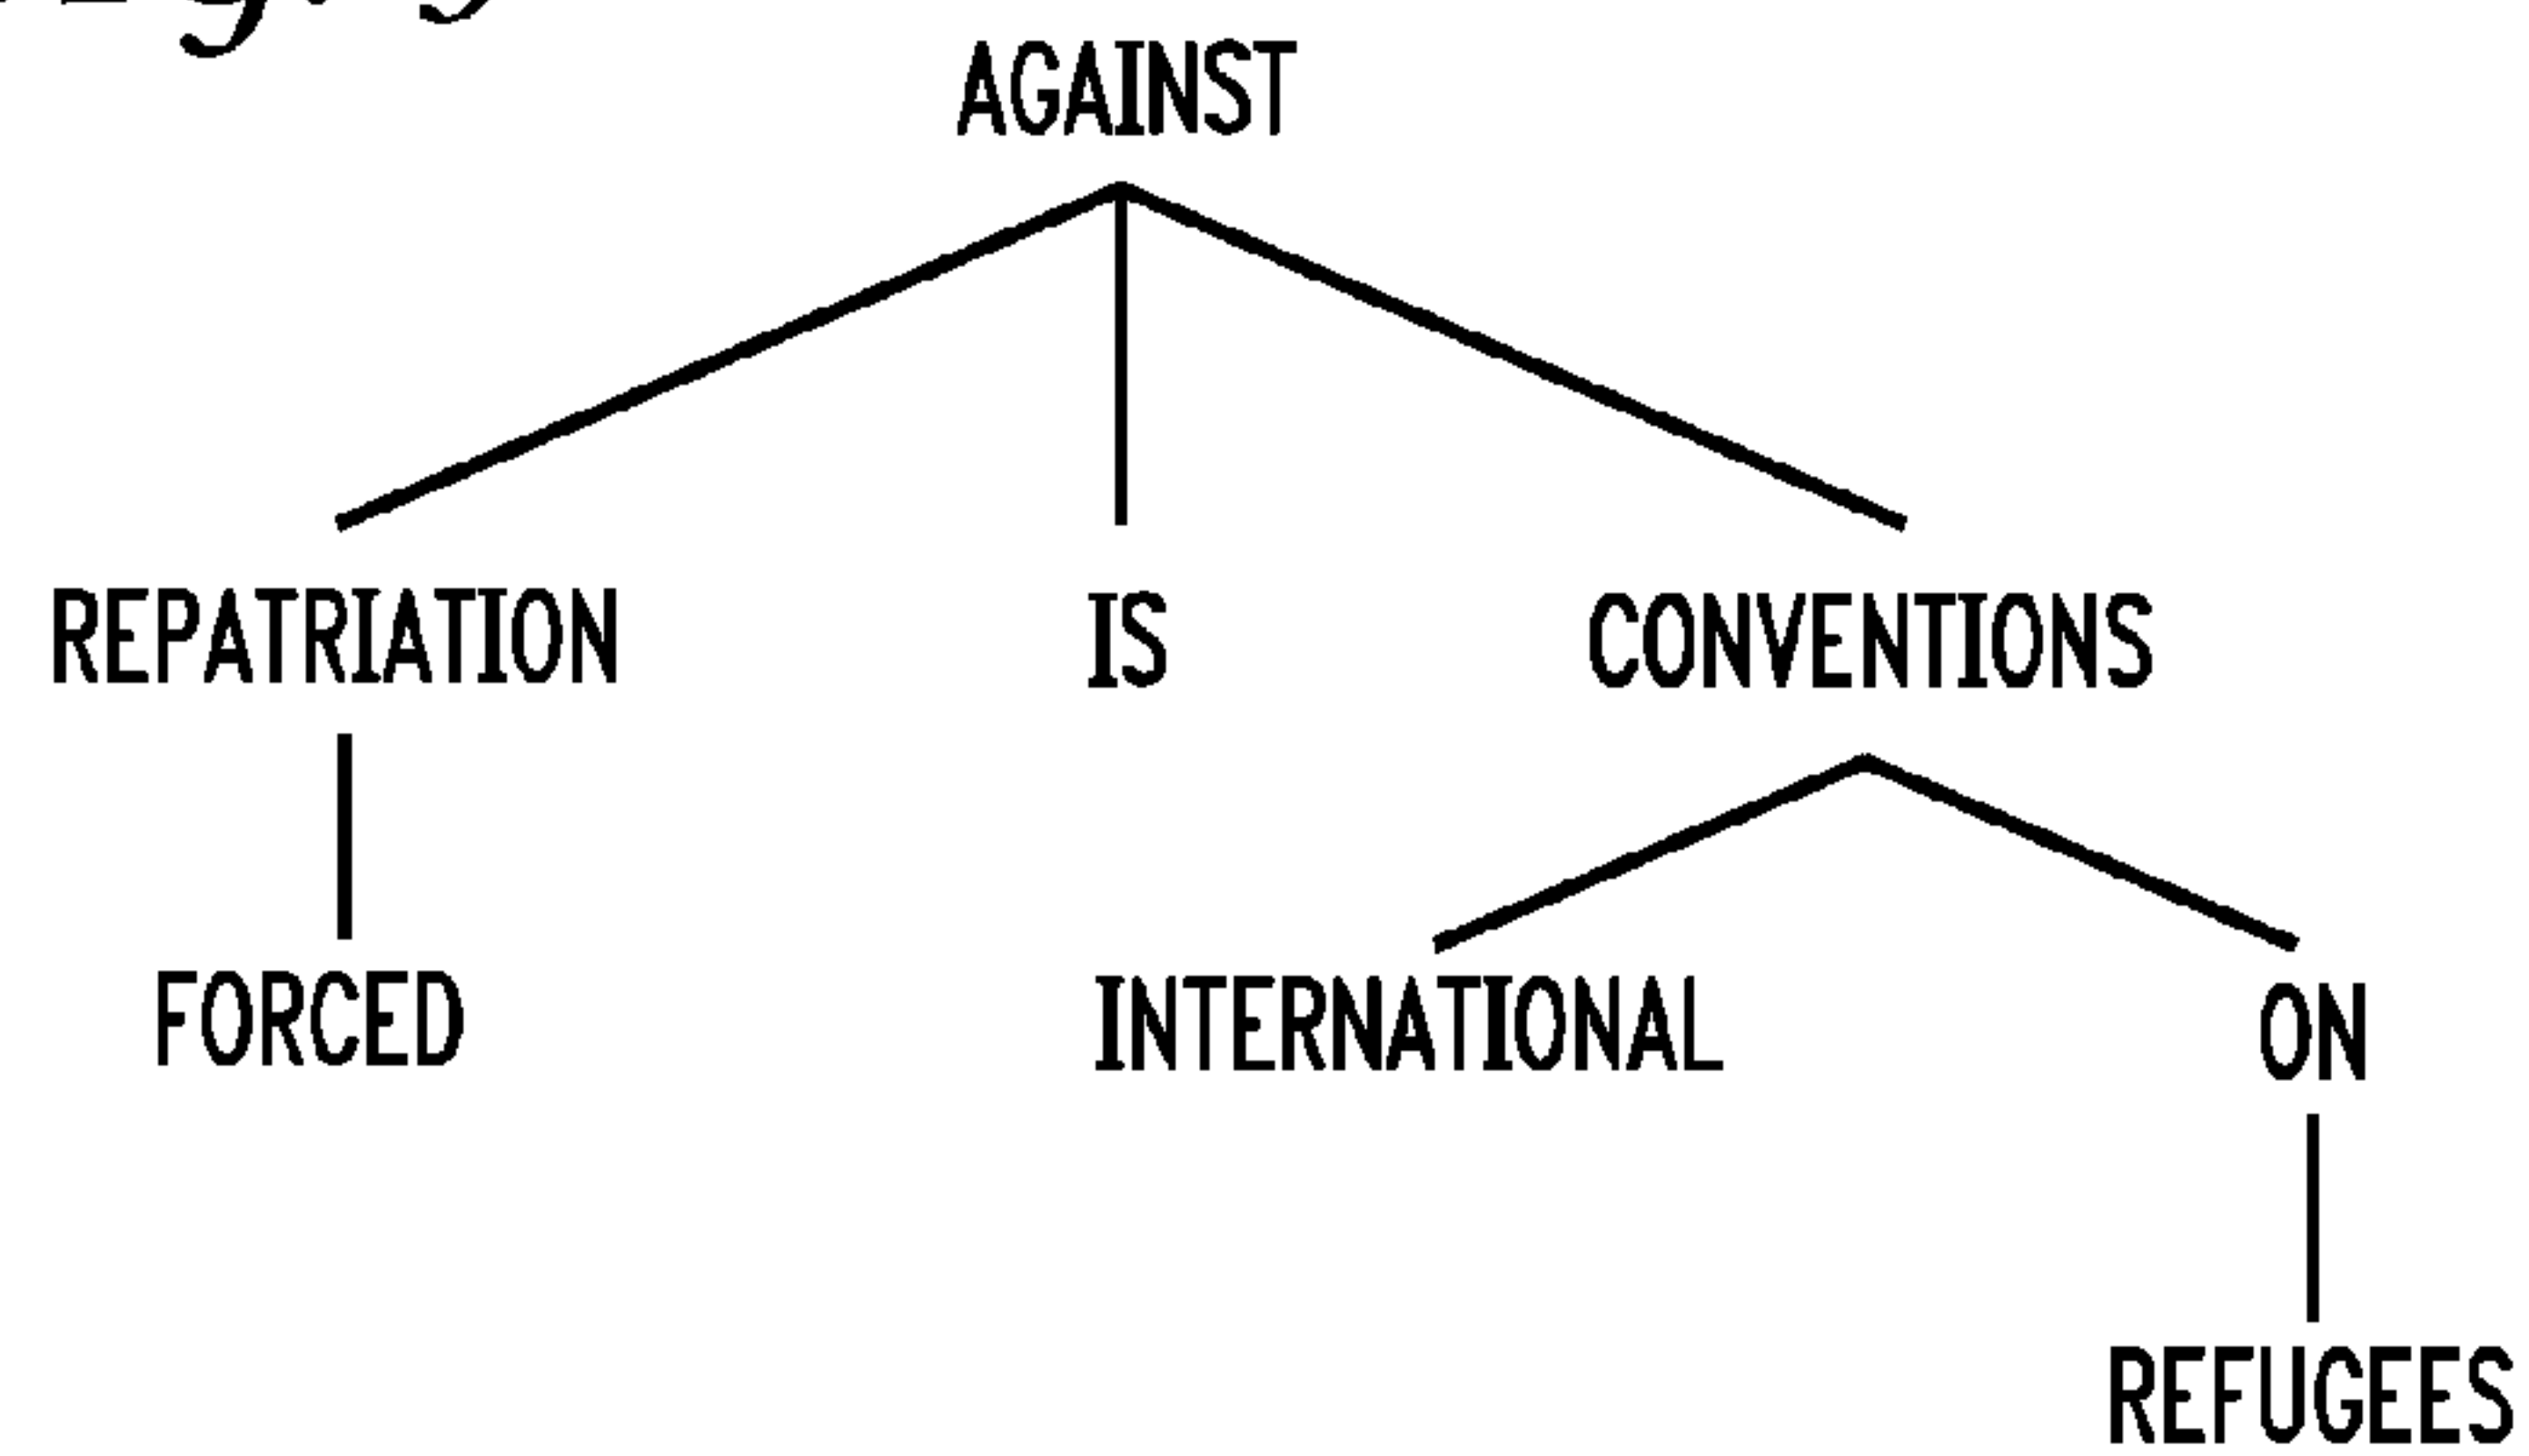 AGAINST
REPATRIATION IS CONVENTIONS
FORCED INTERNATIONAL ON
REFUGEES